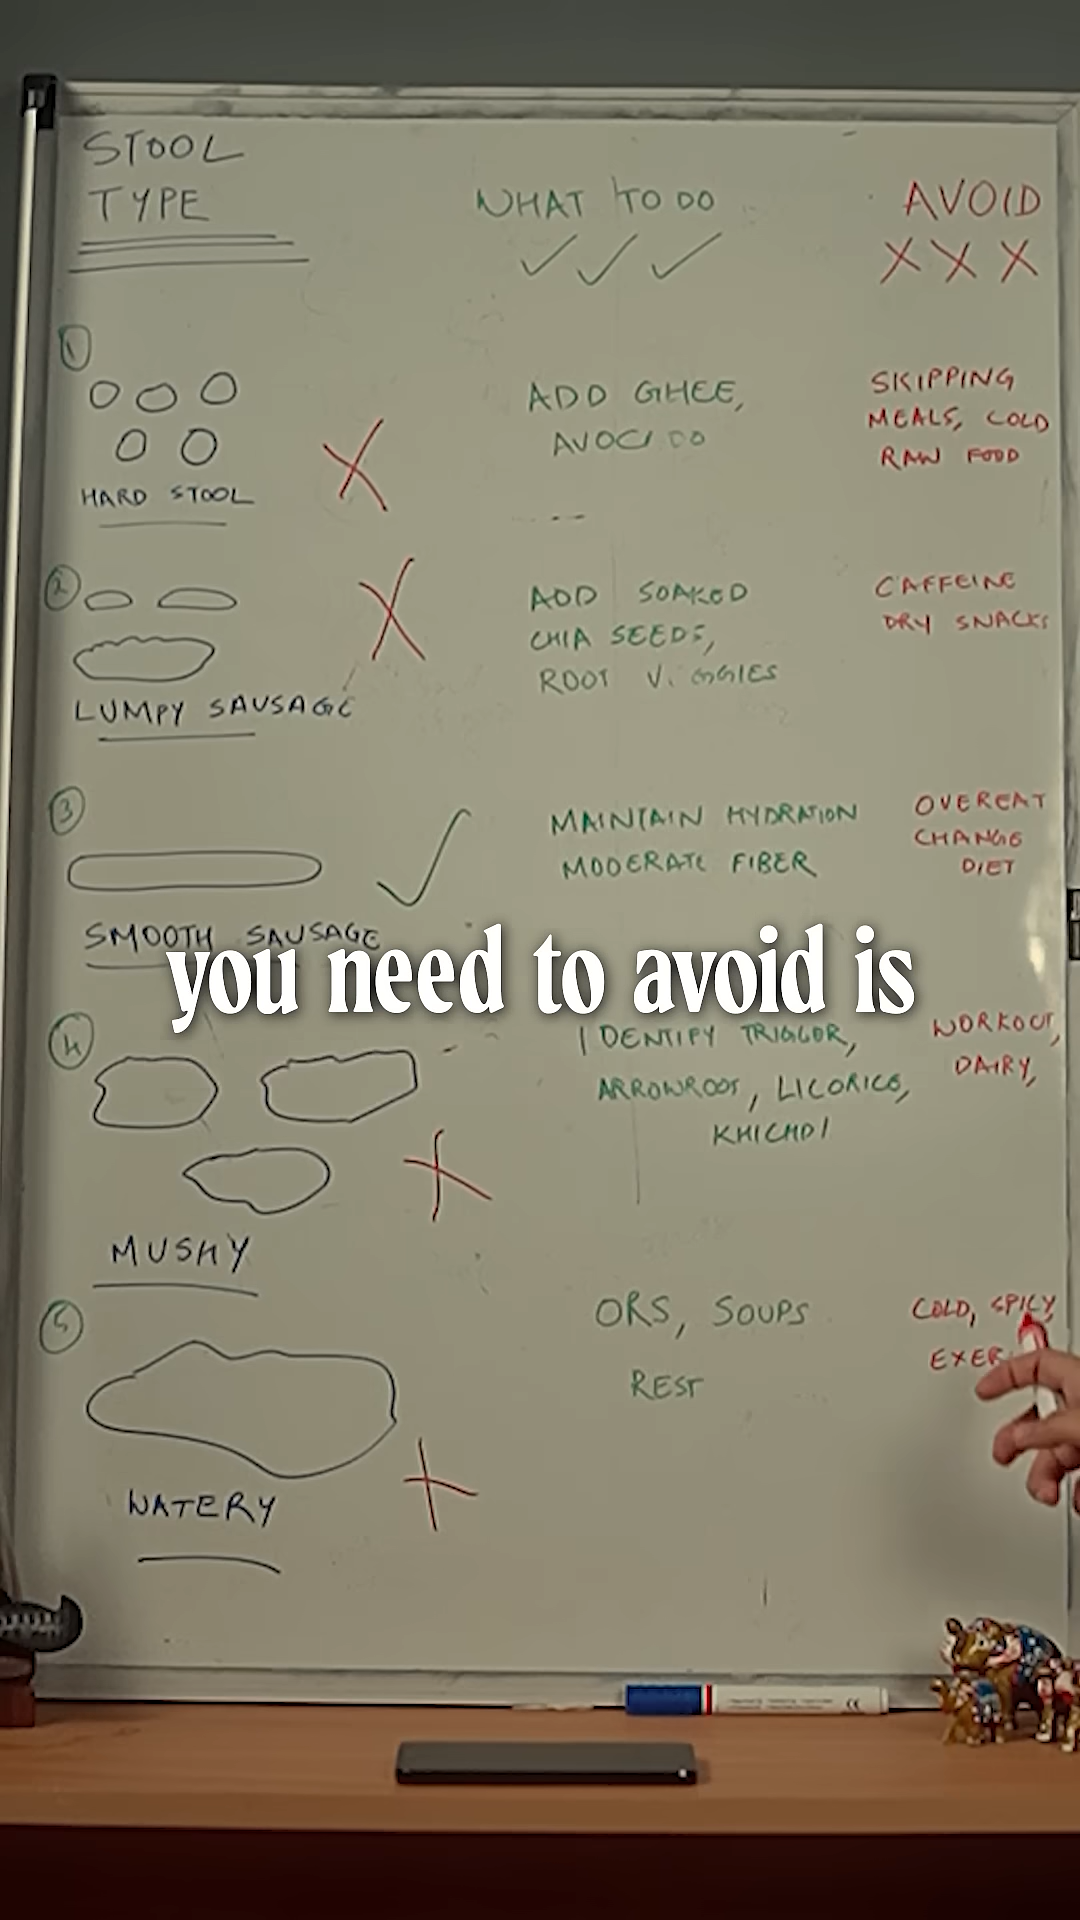 STOOL
TYPE
WHAT TO DO
AVOID
1
HARD STOOL
ADD GHEE,
AVOCADO
SKIPPING
MEALS, COLD
RAW FOOD
2
LUMPY SAUSAGE
ADD SOAKED
CHIA SEEDS,
ROOT VEGGIES
CAFFEINE
DRY SNACKS
3
SMOOTH SAUSAGE
MAINTAIN HYDRATION
MODERATE FIBER
OVEREAT
CHANGE
DIET
you need to avoid is
4
MUSHY
IDENTIFY TRIGGER,
ARROWROOT, LICORICE,
KHICHDI
WORKOUT,
DAIRY,
5
WATERY
ORS, SOUPS
REST
COLD, SPICY
EXER